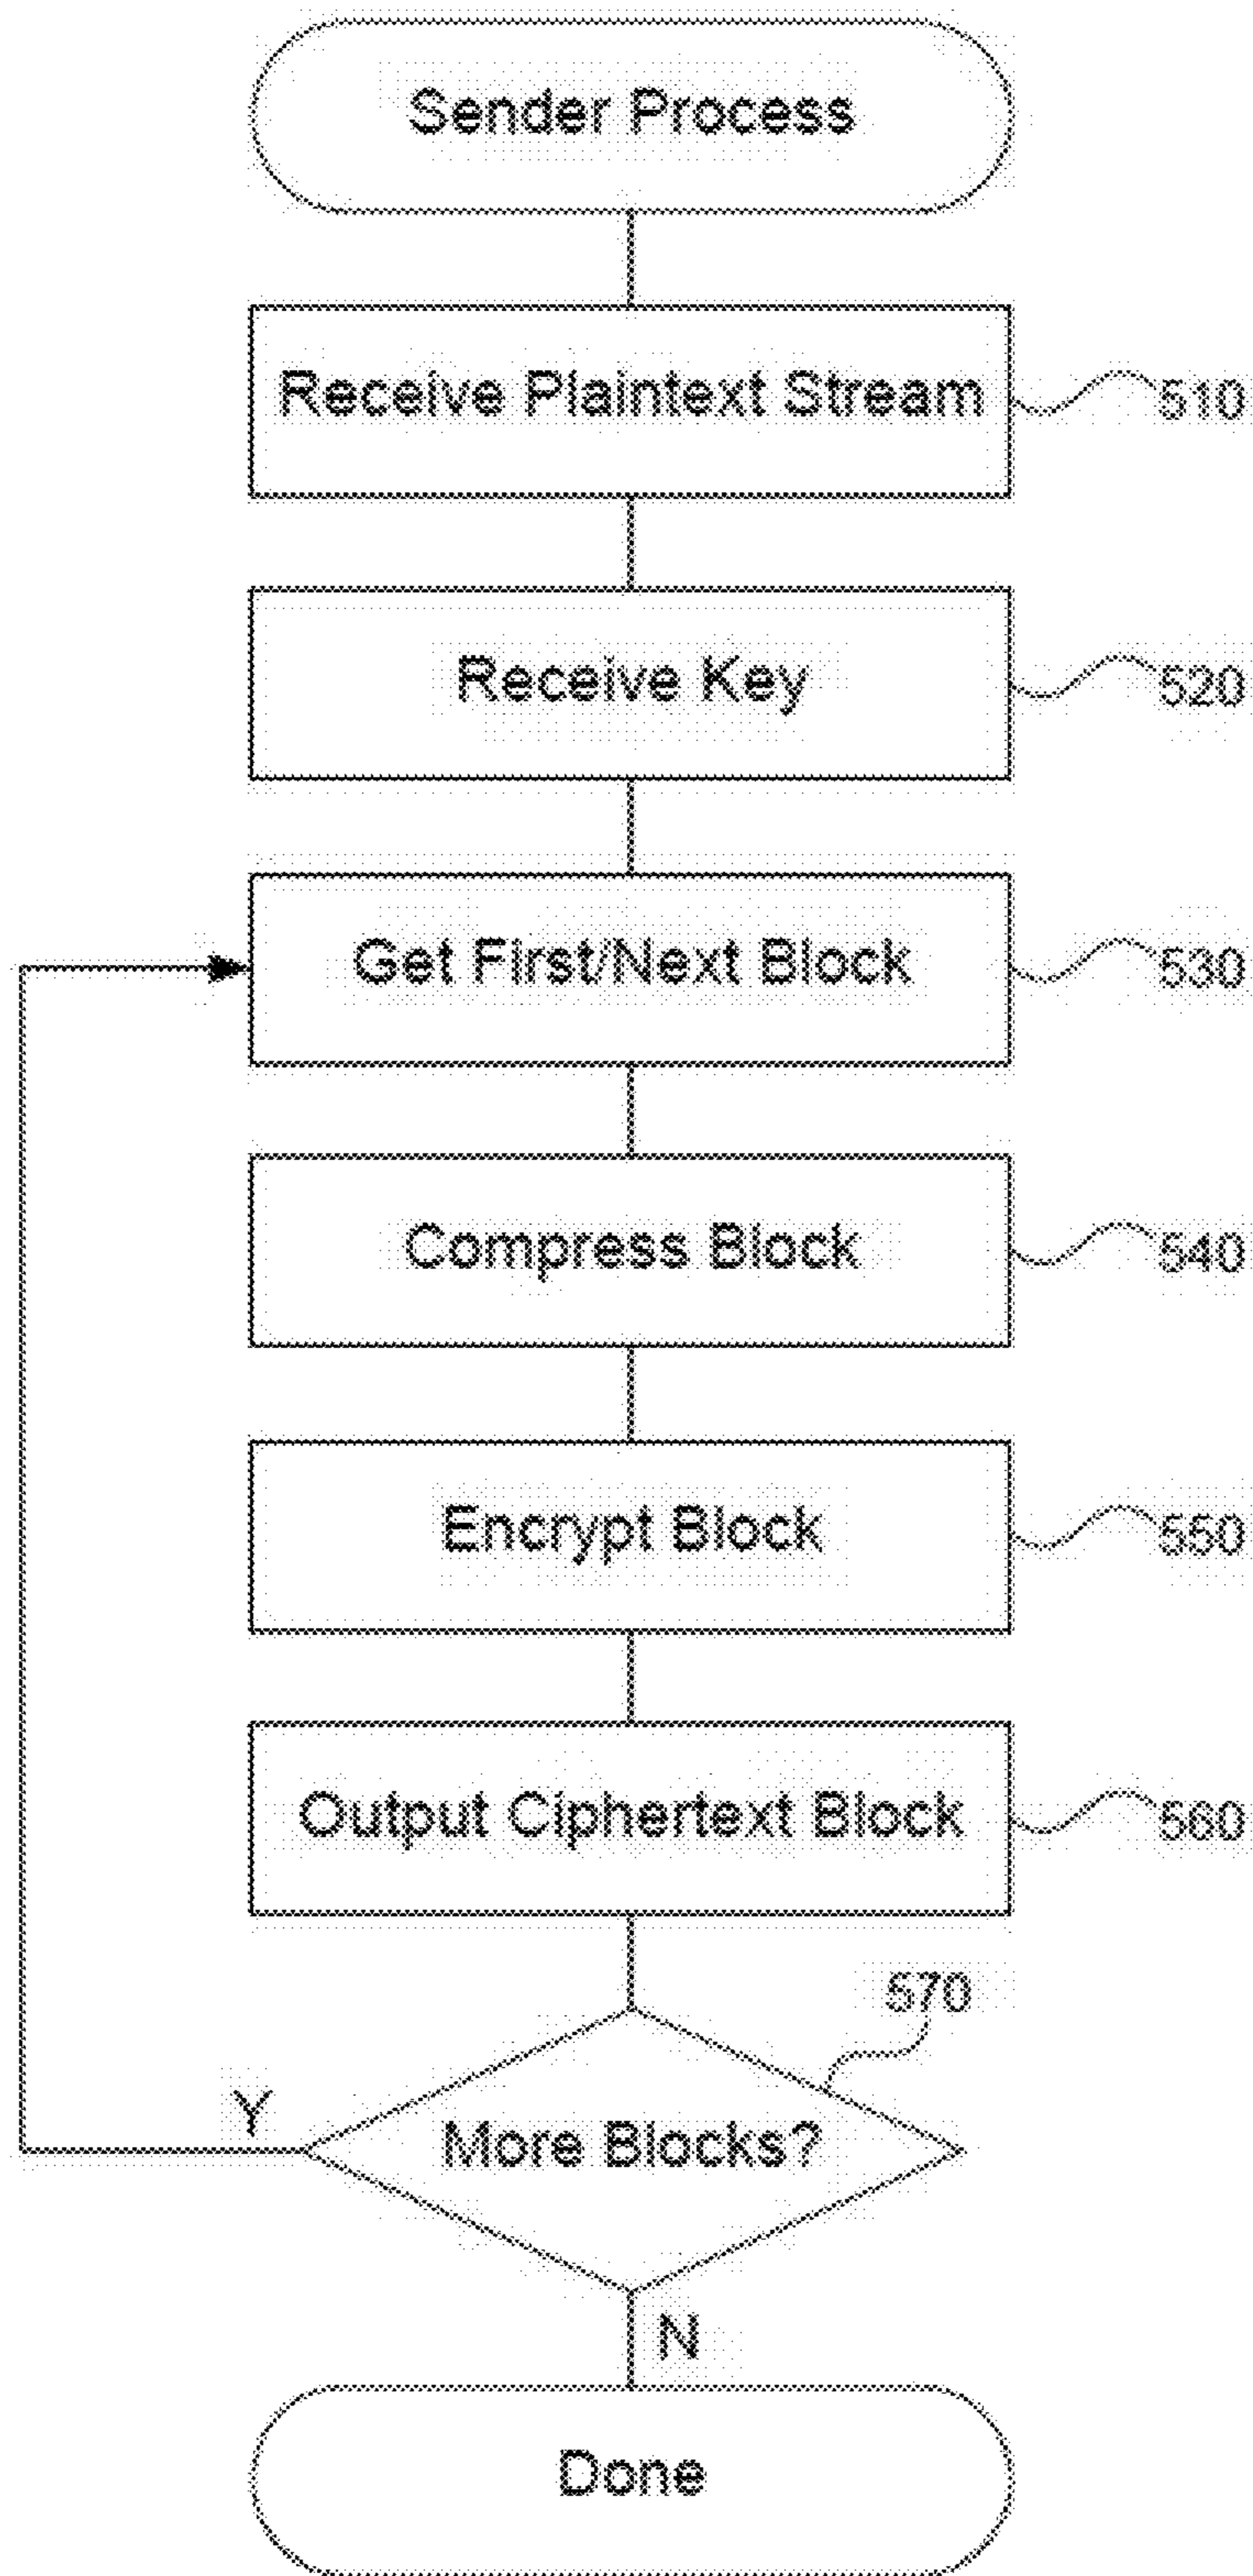 Sender Process
Receive Plaintext Stream
510
Receive Key
520
Get First/Next Block
530
Compress Block
540
Encrypt Block
550
Output Ciphertext Block
560
570
Y
More Blocks?
N
Done